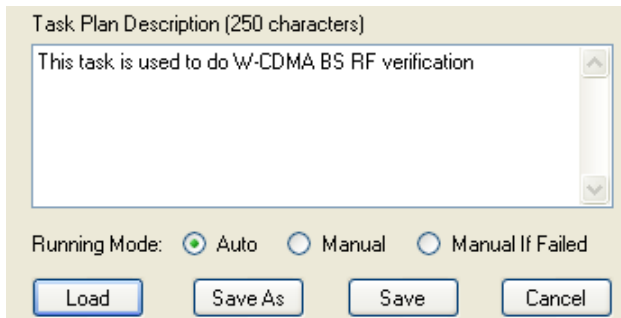 Task Plan Description (250 characters)
This task is used to do W-CDMA BS RF verification
Running Mode: Auto Manual Manual If Failed
Load Save As Save Cancel